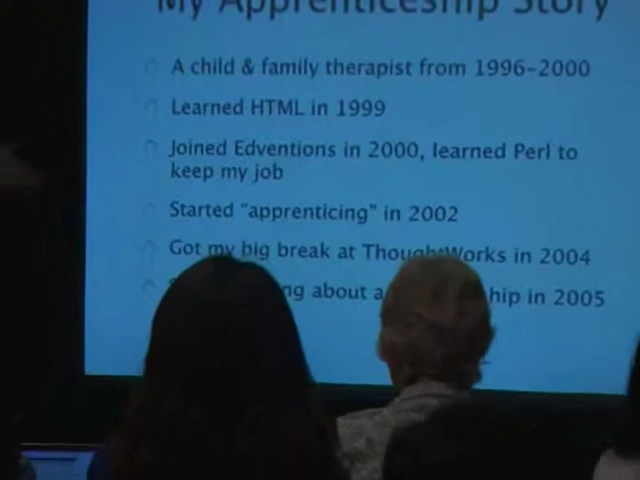 My Apprenticeship Story
A child & family therapist from 1996-2000
Learned HTML in 1999
Joined Edventions in 2000, learned Perl to
keep my job
Started "apprenticing" in 2002
Got my big break at ThoughtWorks in 2004
ng about a hip in 2005